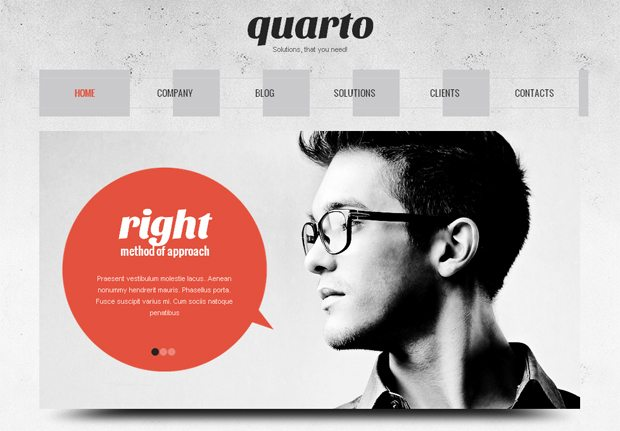 quarto
Solutions, that you need!
HOME COMPANY BLOG SOLUTIONS CLIENTS CONTACTS
right
method of approach
Praesent vestibulum molestie lacus. Aenean
nonummy hendrerit mauris. Phasellus porta.
Fusce suscipit varius mi. Cum sociis natoque
penatibus